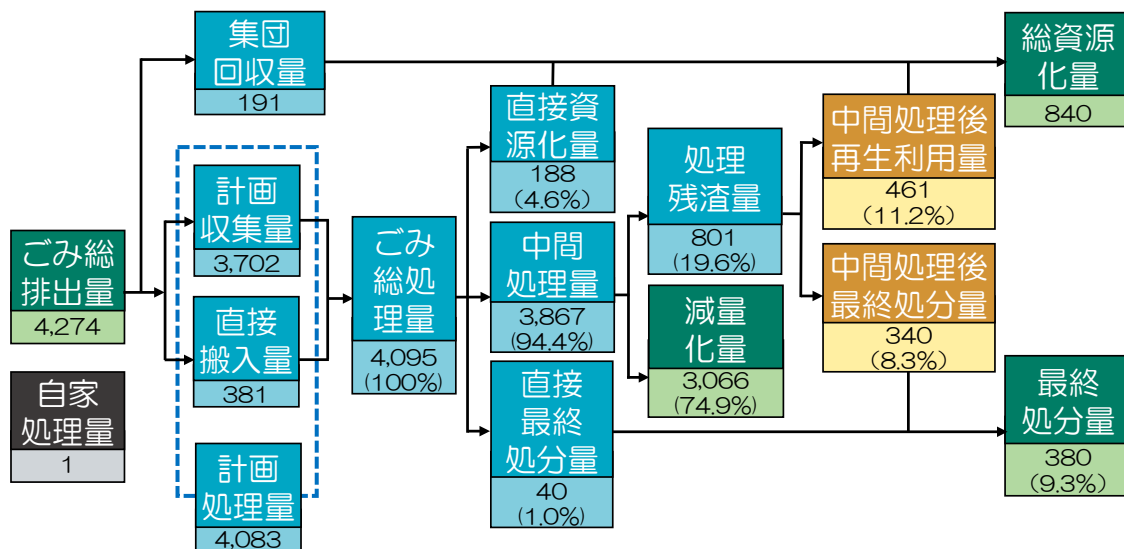 ごみ総
排出量
4,274
自家
処理量
1
集団
回収量
191
計画
収集量
3,702
直接
搬入量
381
計画
処理量
4,083
ごみ
総処
理量
4,095
(100%)
直接資
源化量
188
(4.6%)
中間
処理量
3,867
(94.4%)
直接
最終
処分量
40
(1.0%)
処理
残渣量
801
(19.6%)
減量
化量
3,066
(74.9%)
中間処理後
再生利用量
461
(11.2%)
中間処理後
最終処分量
340
(8.3%)
総資源
化量
840
最終
処分量
380
(9.3%)